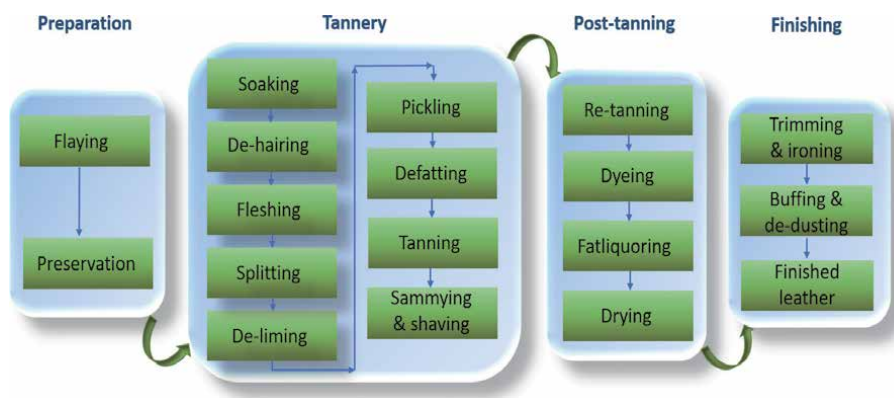 Preparation
Tannery
Post-tanning
Finishing
Flaying
Preservation
Soaking
De-hairing
Fleshing
Splitting
De-liming
Pickling
Defatting
Tanning
Sammying
& shaving
Re-tanning
Dyeing
Fatliquoring
Drying
Trimming
& ironing
Buffing &
de-dusting
Finished
leather